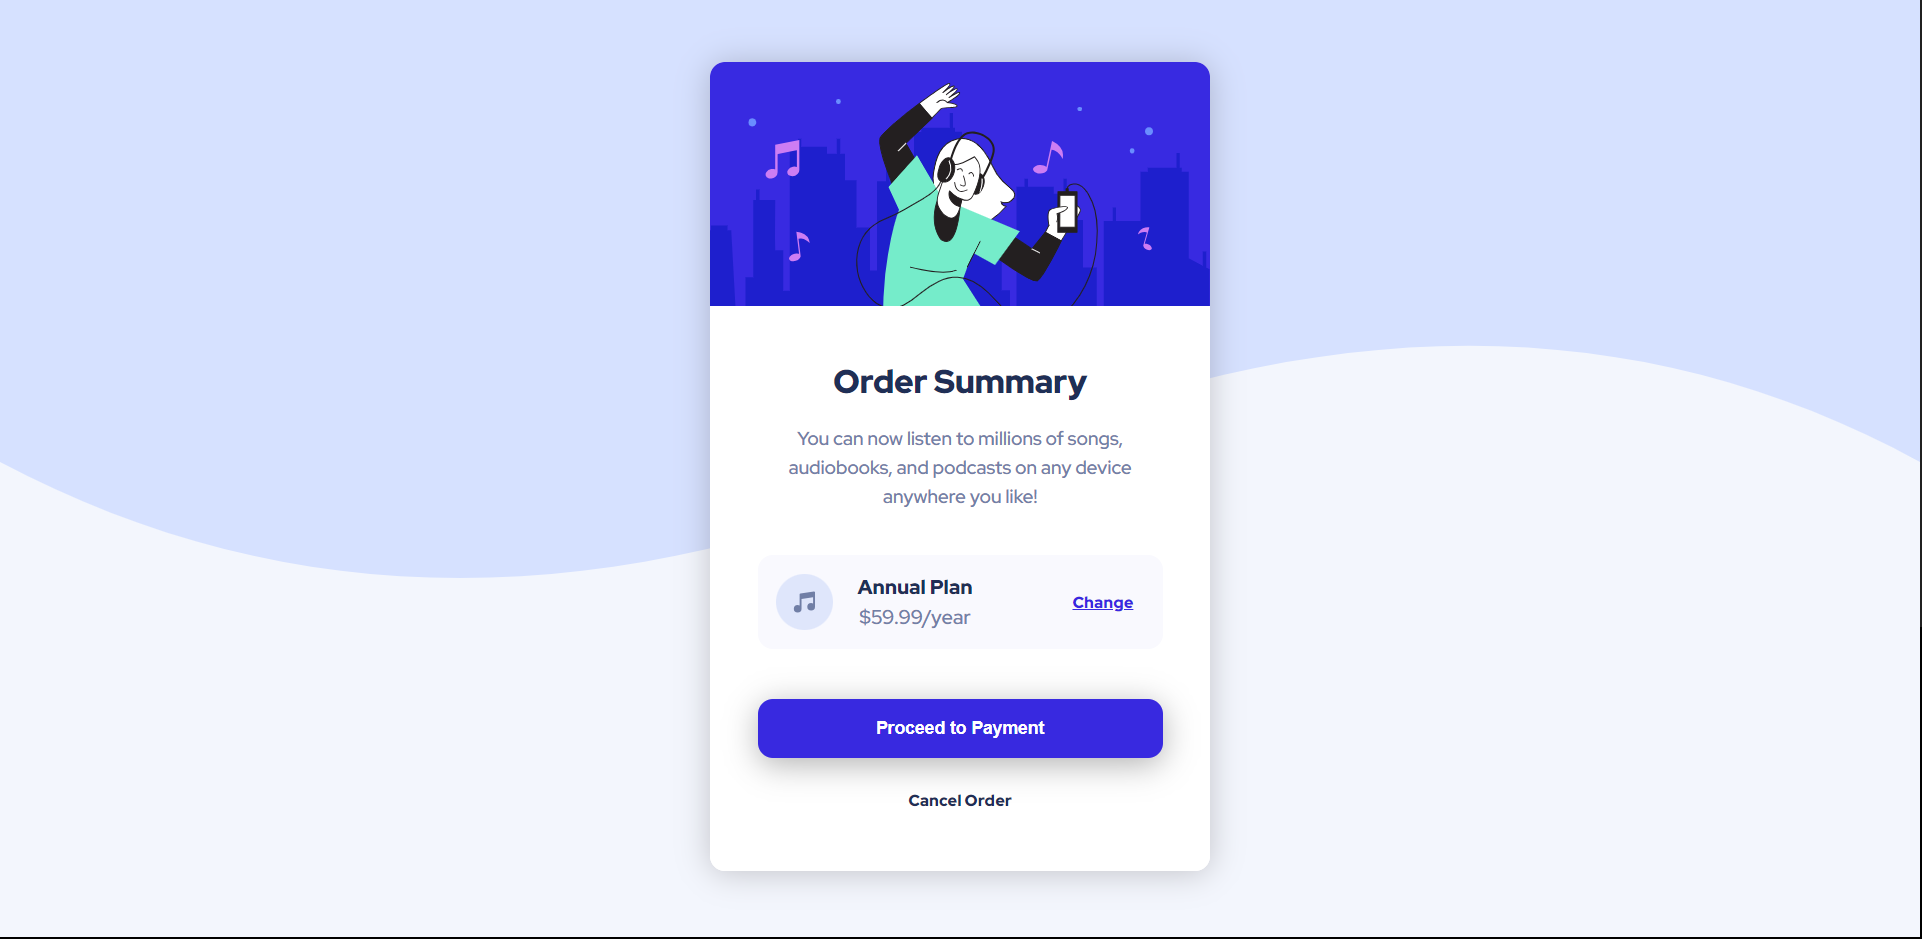 Order Summary
You can now listen to millions of songs,
audiobooks, and podcasts on any device
anywhere you like!
Annual Plan
$59.99/year
Change
Proceed to Payment
Cancel Order